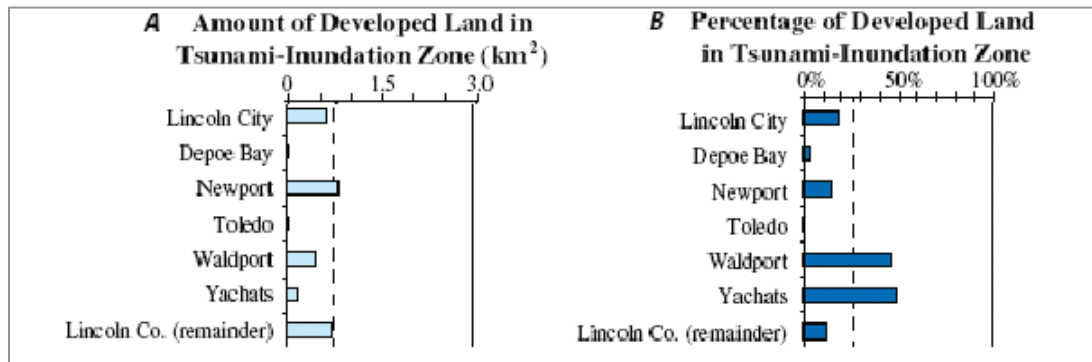 A Amount of Developed Land in
Tsunami-Inundation Zone (km²)
0 1.5 3.0
Lincoln City
Depoe Bay
Newport
Toledo
Waldport
Yachats
Lincoln Co. (remainder)
B Percentage of Developed Land
in Tsunami-Inundation Zone
0% 50% 100%
Lincoln City
Depoe Bay
Newport
Toledo
Waldport
Yachats
Lincoln Co. (remainder)